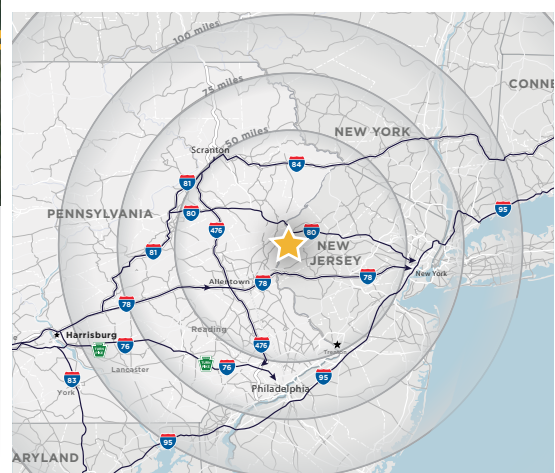 100 miles
75 miles
50 miles
CONNE
NEW YORK
Scranton
84
81
95
PENNSYLVANIA
80
476
80
NEW
JERSEY
81
New York
78
Allentown
78
78
Reading
Harrisburg
76
476
Trenton
Lancaster
76
95
83
Philadelphia
York
95
ARYLAND